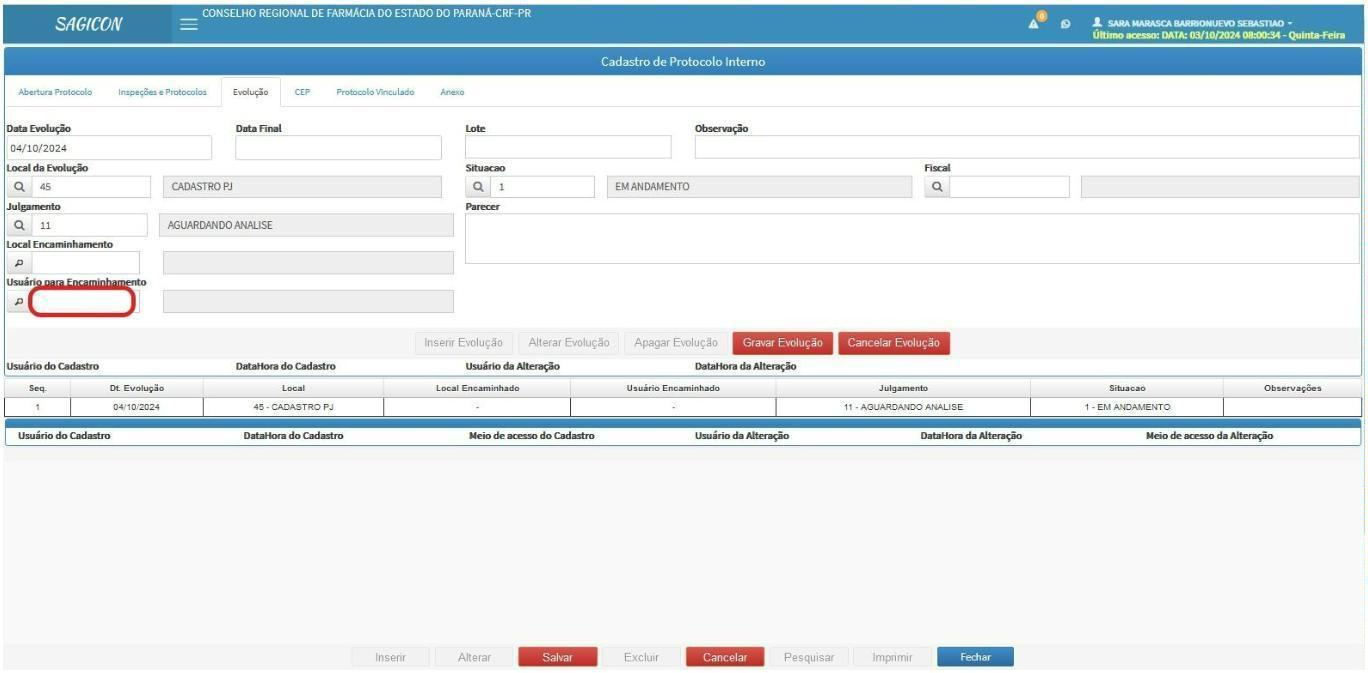 SAGICON
CONSELHO REGIONAL DE FARMÁCIA DO ESTADO DO PARANÁ-CRF-PR
0
SARA MARASCA BARRIONUEVO SEBASTIAO
Último acesso: DATA: 03/10/2024 08:00:34 - Quinta-Feira
Cadastro de Protocolo Interno
Abertura Protocolo Inspeções e Protocolos Evolução CEP Protocolo Vinculado Anexo
Data Evolução Data Final Lote Observação
04/10/2024
Local da Evolução Situacao Fiscal
45 CADASTRO PJ 1 EM ANDAMENTO
Julgamento Parecer
11 AGUARDANDO ANALISE
Local Encaminhamento
Usuário para Encaminhamento
Inserir Evolução Alterar Evolução Apagar Evolução Gravar Evolução Cancelar Evolução
Usuário do Cadastro DataHora do Cadastro Usuário da Alteração DataHora da Alteração
Seq. Dt. Evolução Local Local Encaminhado Usuário Encaminhado Julgamento Situacao Observações
1 04/10/2024 45 - CADASTRO PJ - - 11 - AGUARDANDO ANALISE 1 - EM ANDAMENTO
Usuário do Cadastro DataHora do Cadastro Meio de acesso do Cadastro Usuário da Alteração DataHora da Alteração Meio de acesso da Alteração
Inserir Alterar Salvar Excluir Cancelar Pesquisar Imprimir Fechar